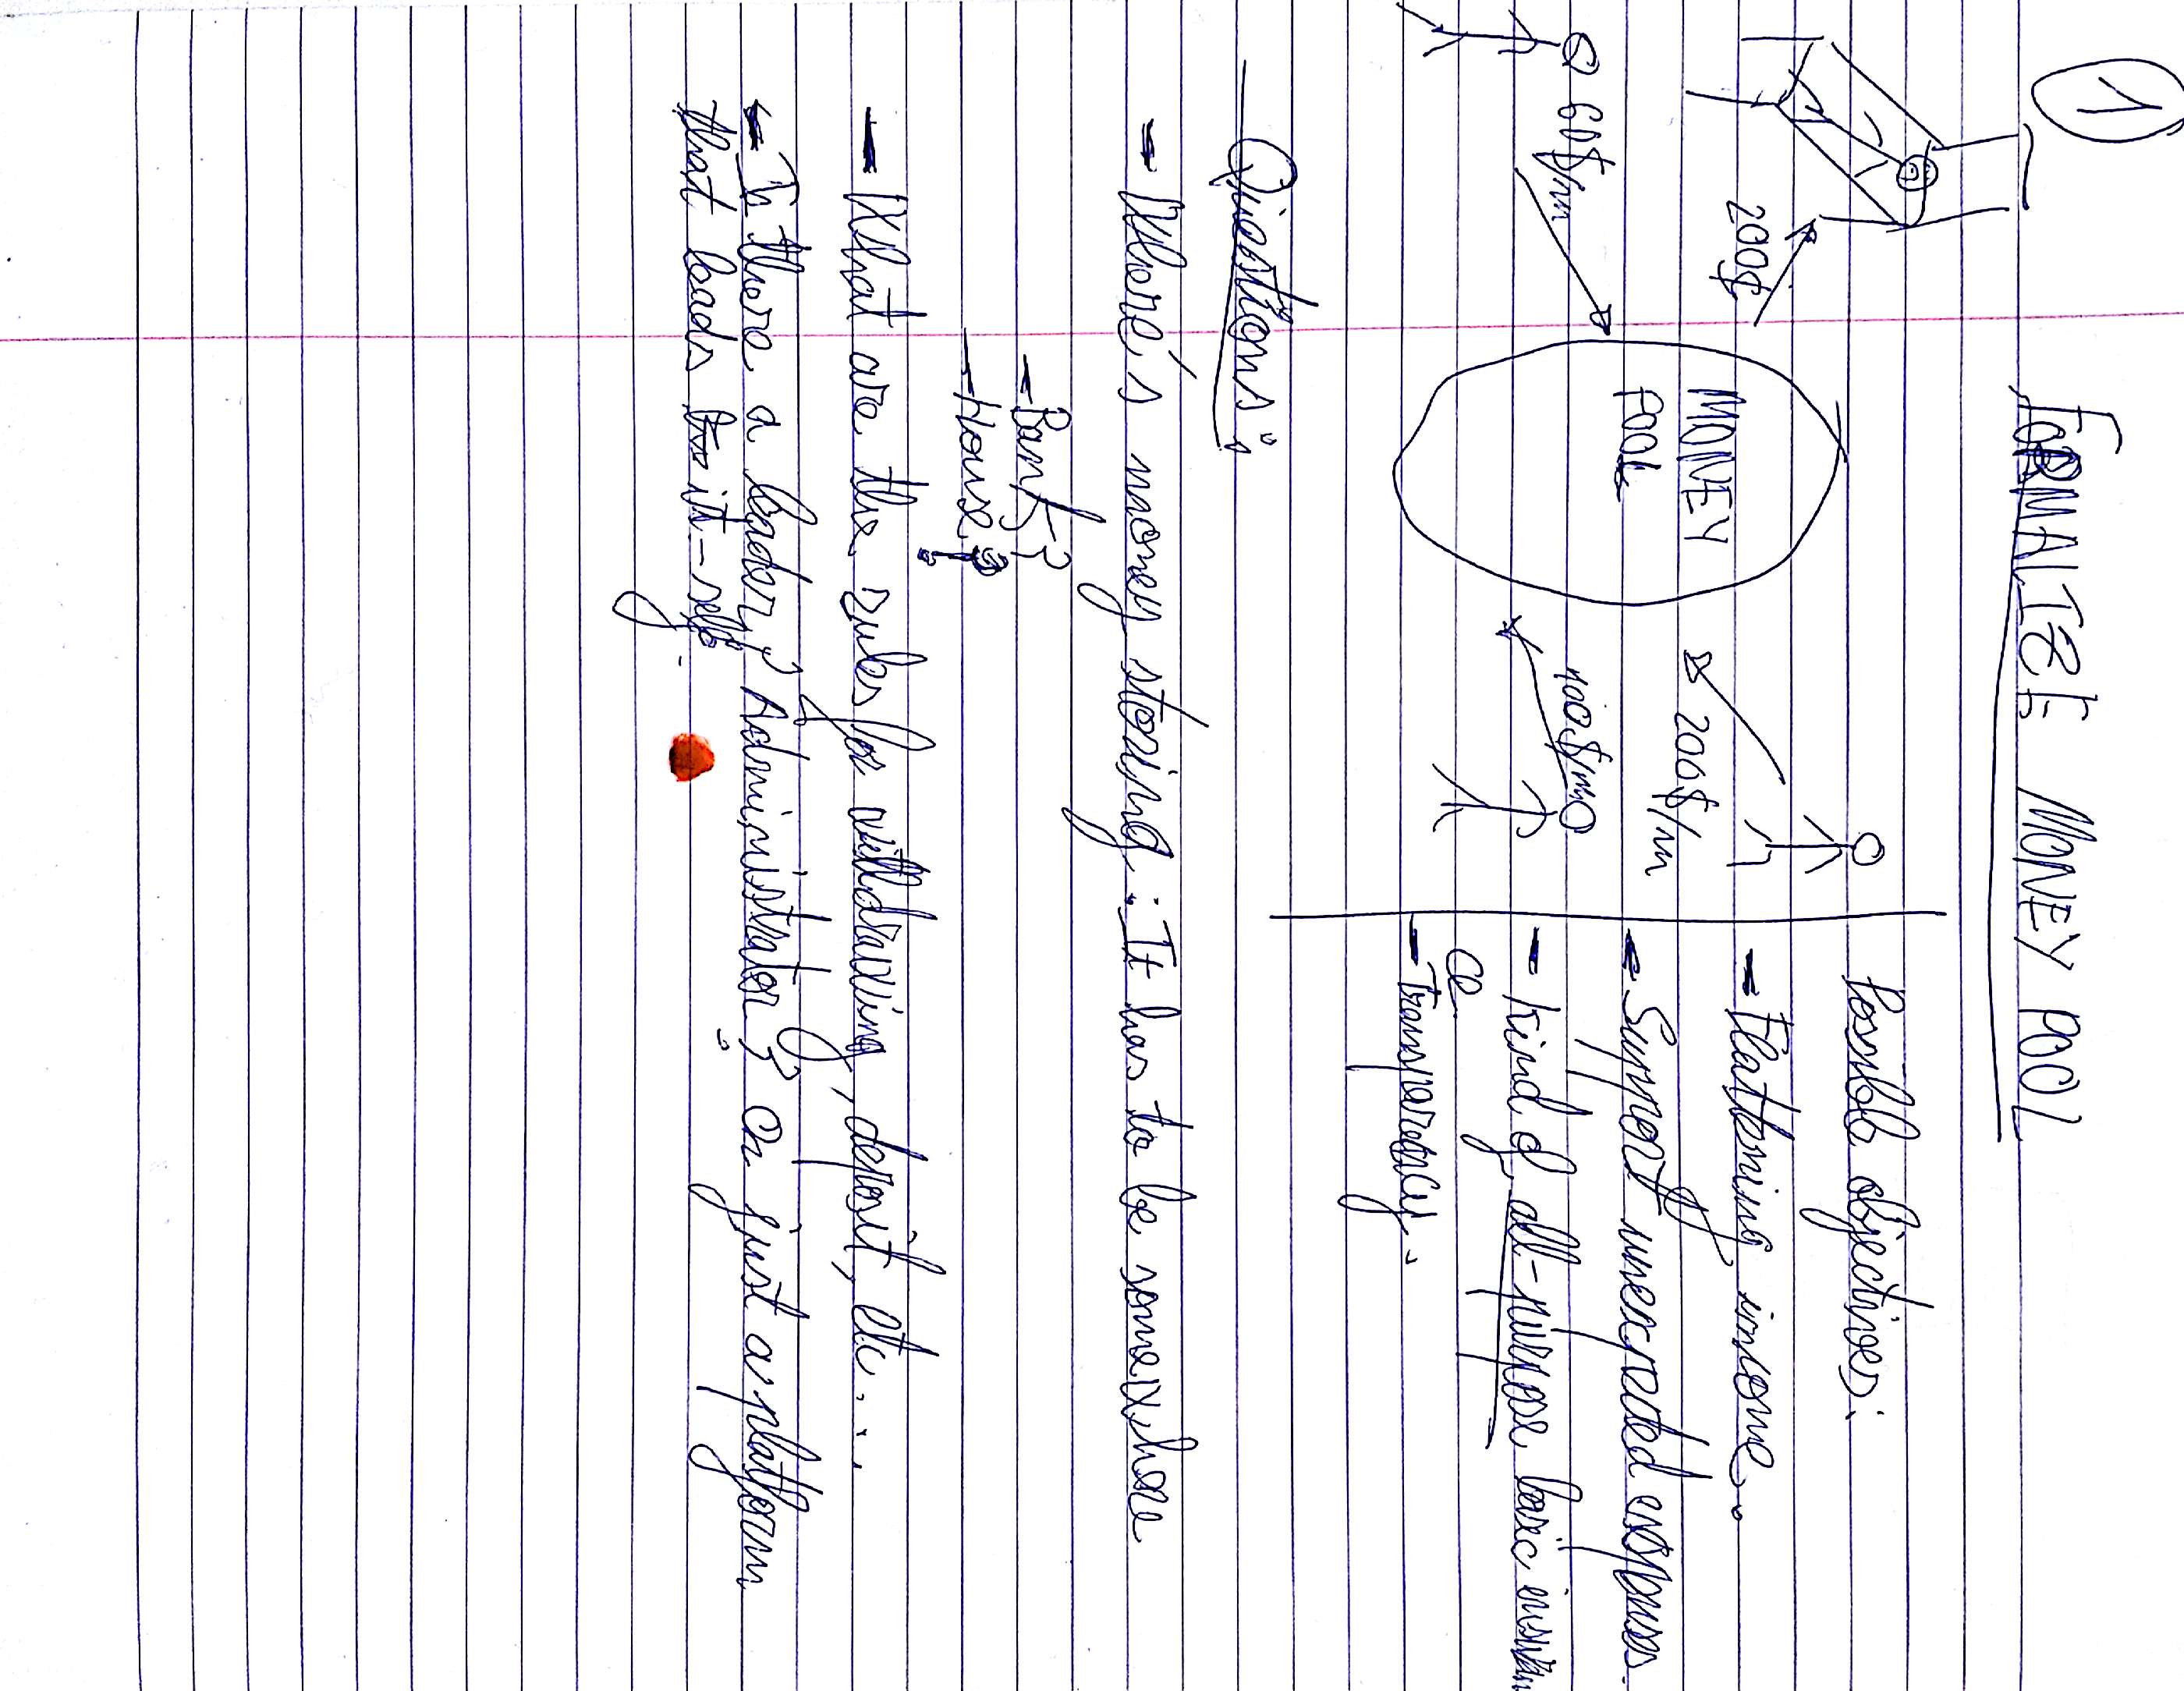 1
FORMALIZE MONEY POOL
200$
60$/m
MONEY
POOL
200$/m
100$/m
Possible objectives:
- Flattening income..
- Support unexpected expenses.
- Kind of all-purpose basic insuran
ce
- Transparency.
Questions:
- Where's money storing: It has to be somewhere
- Bank?
- House?
- What are the rules for withdrawing, deposit, etc....
- Is there a leader? Administrator? Or just a platform
that leads it-self.